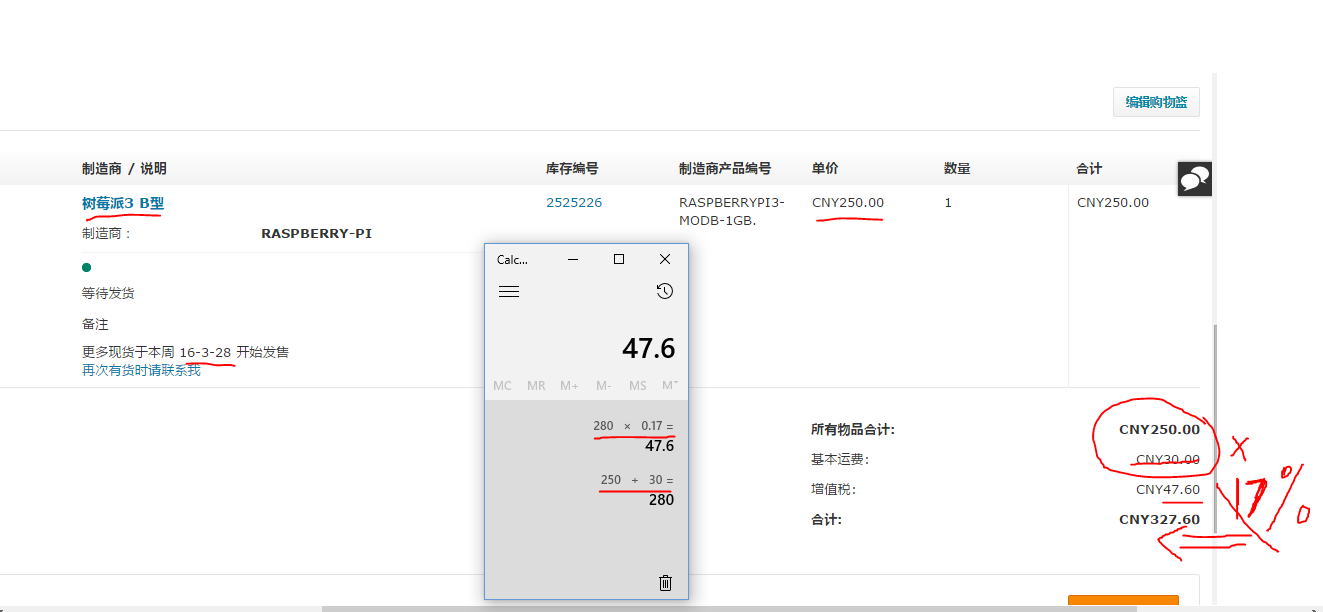 编辑购物篮
制造商 / 说明 库存编号 制造商产品编号 单价 数量 合计
树莓派3 B型 2525226 RASPBERRYPI3-MODB-1GB. CNY250.00 1 CNY250.00
制造商： RASPBERRY-PI
等待发货
备注
更多现货于本周 16-3-28 开始发售
再次有货时请联系我
Calc...
47.6
MC MR M+ M- MS M˅
280 × 0.17 =
47.6
250 + 30 =
280
所有物品合计: CNY250.00
基本运费: CNY30.00
增值税: CNY47.60
合计: CNY327.60
x
17%